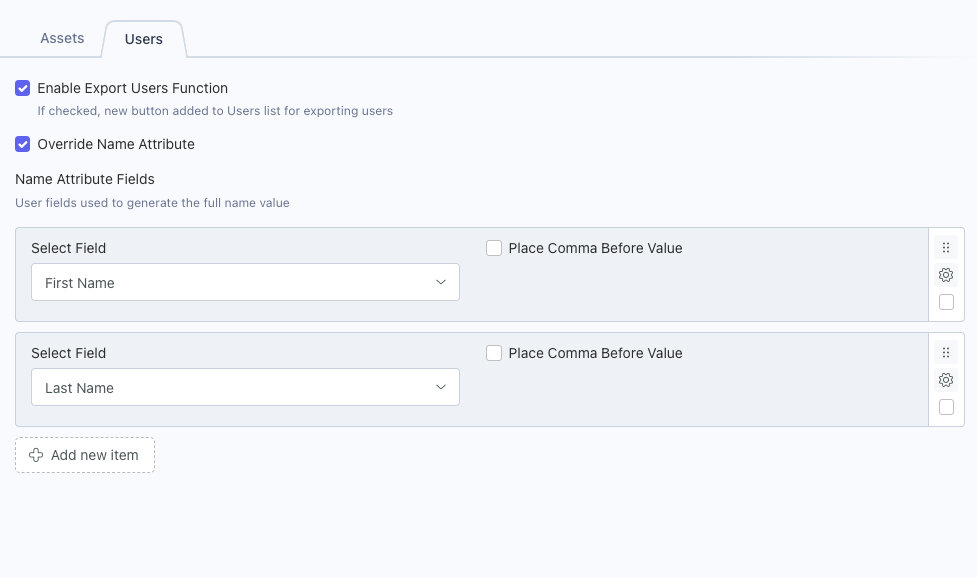 Assets
Users
Enable Export Users Function
If checked, new button added to Users list for exporting users
Override Name Attribute
Name Attribute Fields
User fields used to generate the full name value
Select Field
Place Comma Before Value
First Name
Select Field
Place Comma Before Value
Last Name
Add new item